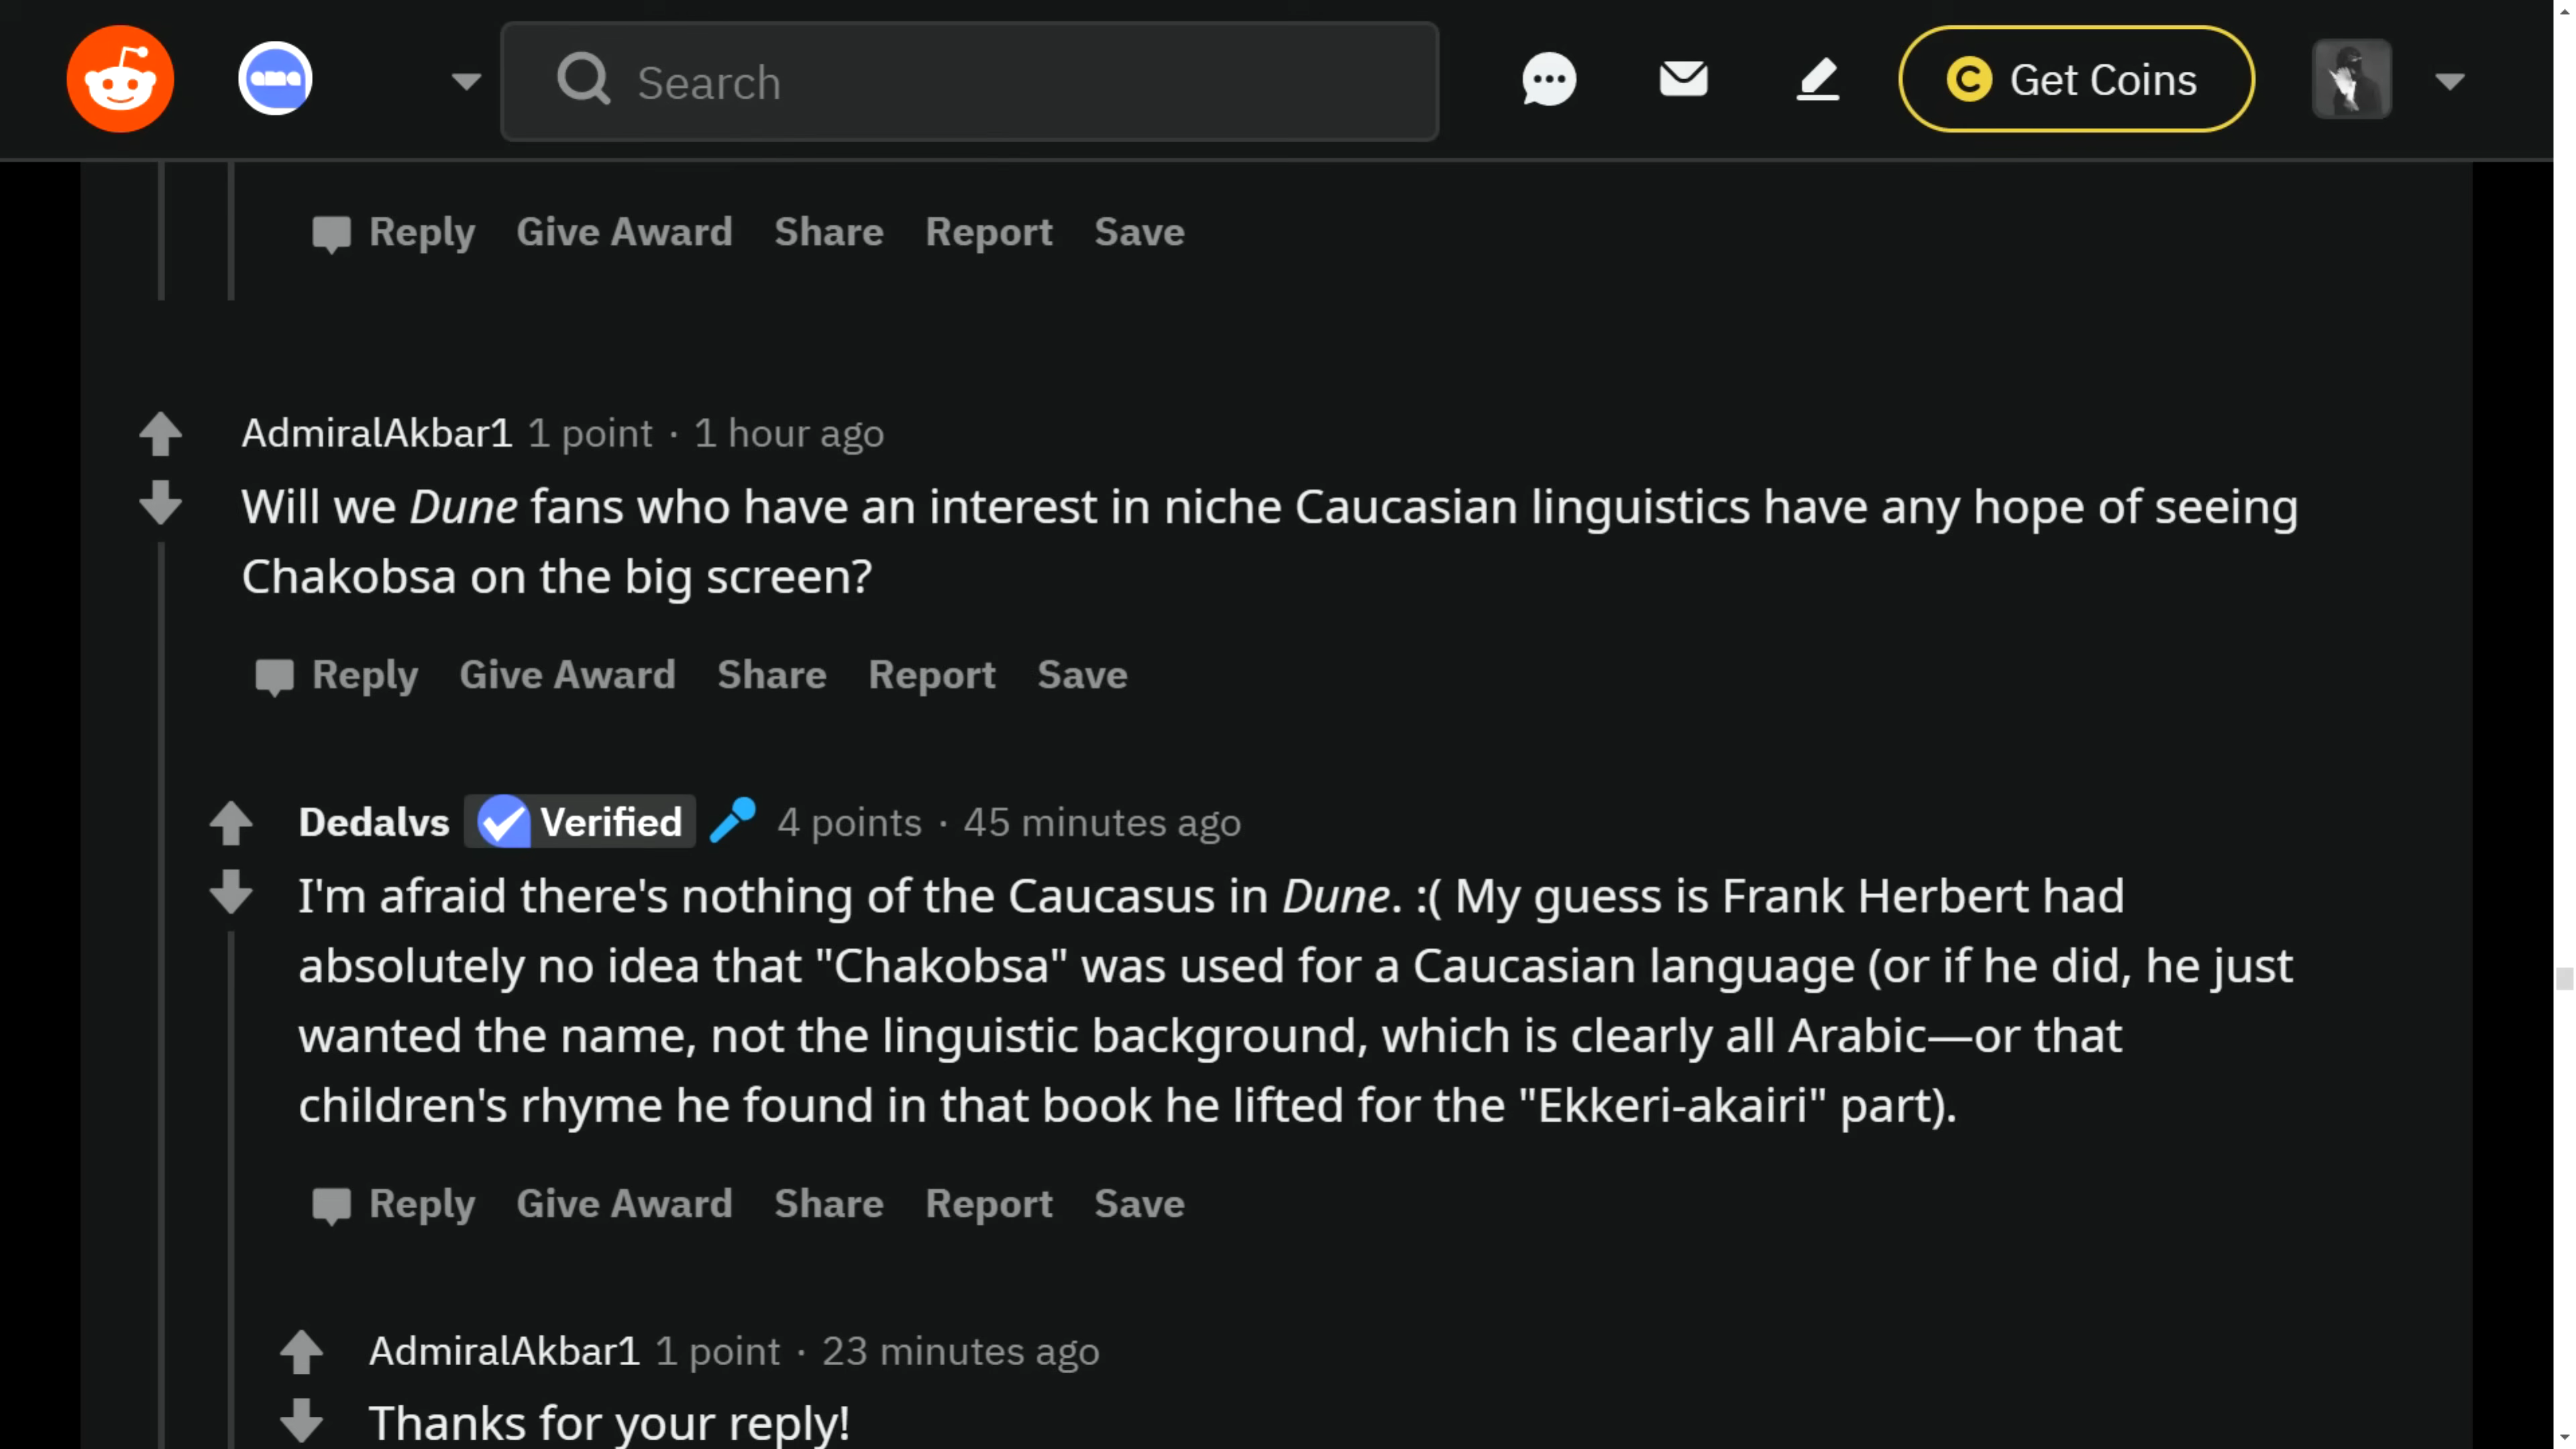 ama
Search
Get Coins
Reply Give Award Share Report Save
AdmiralAkbar1 1 point · 1 hour ago
Will we Dune fans who have an interest in niche Caucasian linguistics have any hope of seeing
Chakobsa on the big screen?
Reply Give Award Share Report Save
Dedalvs Verified 4 points · 45 minutes ago
I'm afraid there's nothing of the Caucasus in Dune. :( My guess is Frank Herbert had
absolutely no idea that "Chakobsa" was used for a Caucasian language (or if he did, he just
wanted the name, not the linguistic background, which is clearly all Arabic—or that
children's rhyme he found in that book he lifted for the "Ekkeri-akairi" part).
Reply Give Award Share Report Save
AdmiralAkbar1 1 point · 23 minutes ago
Thanks for your reply!